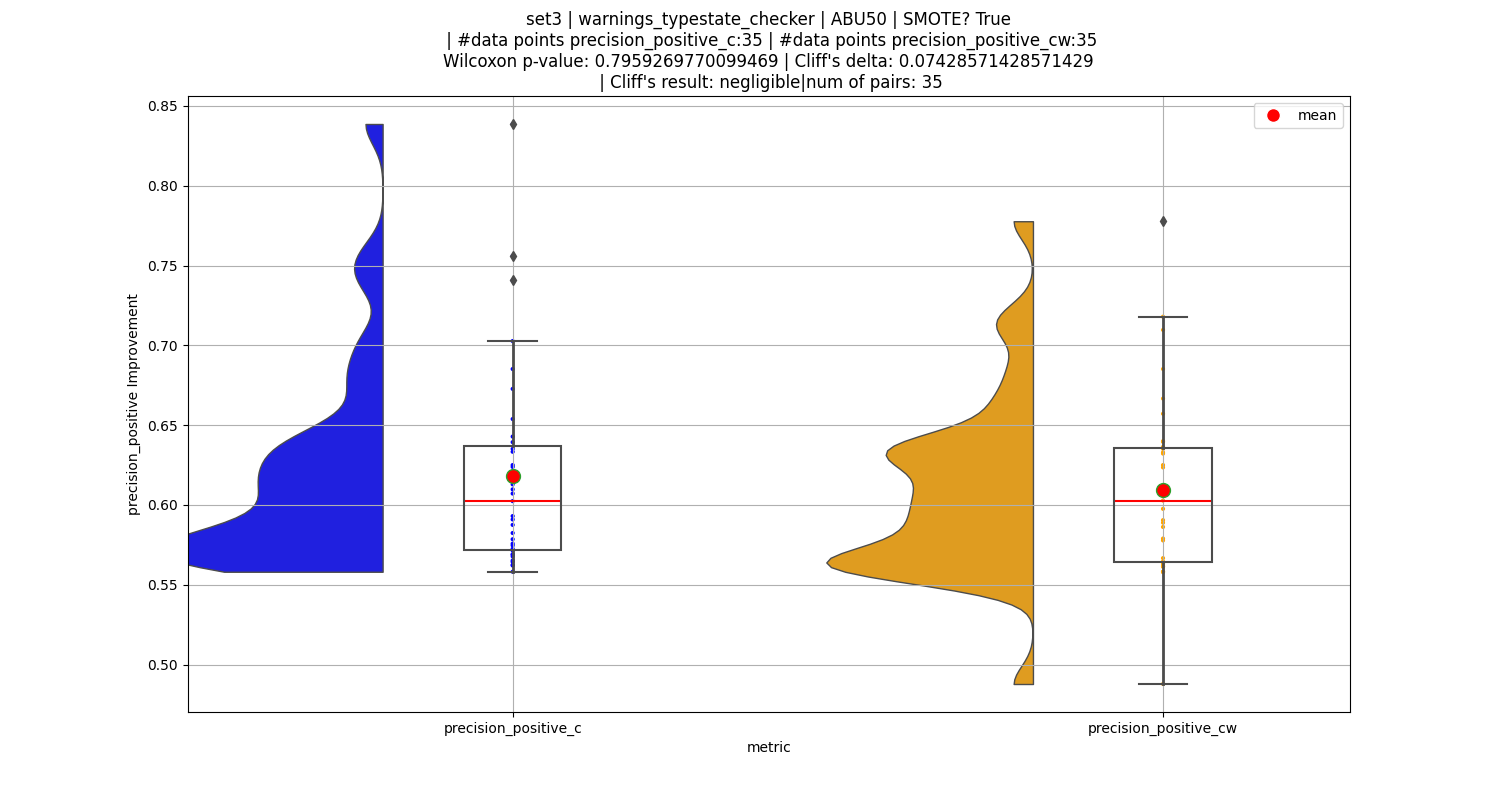 set3 | warnings_typestate_checker | ABU50 | SMOTE? True
| #data points precision_positive_c:35 | #data points precision_positive_cw:35
Wilcoxon p-value: 0.7959269770099469 | Cliff's delta: 0.07428571428571429
| Cliff's result: negligible|num of pairs: 35
mean
0.85
0.80
0.75
0.70
0.65
0.60
0.55
0.50
precision_positive Improvement
precision_positive_c
precision_positive_cw
metric